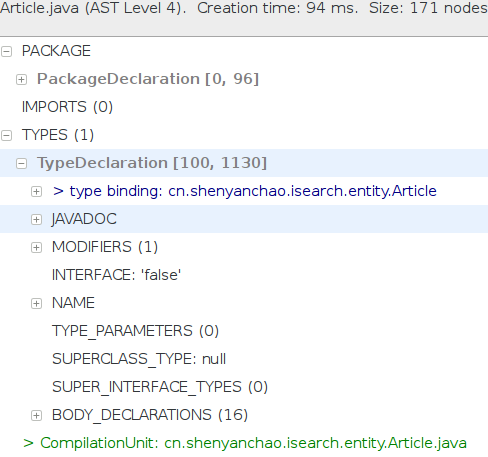 Article.java (AST Level 4).  Creation time: 94 ms.  Size: 171 nodes
PACKAGE
PackageDeclaration [0, 96]
IMPORTS (0)
TYPES (1)
TypeDeclaration [100, 1130]
> type binding: cn.shenyanchao.isearch.entity.Article
JAVADOC
MODIFIERS (1)
INTERFACE: 'false'
NAME
TYPE_PARAMETERS (0)
SUPERCLASS_TYPE: null
SUPER_INTERFACE_TYPES (0)
BODY_DECLARATIONS (16)
> CompilationUnit: cn.shenyanchao.isearch.entity.Article.java